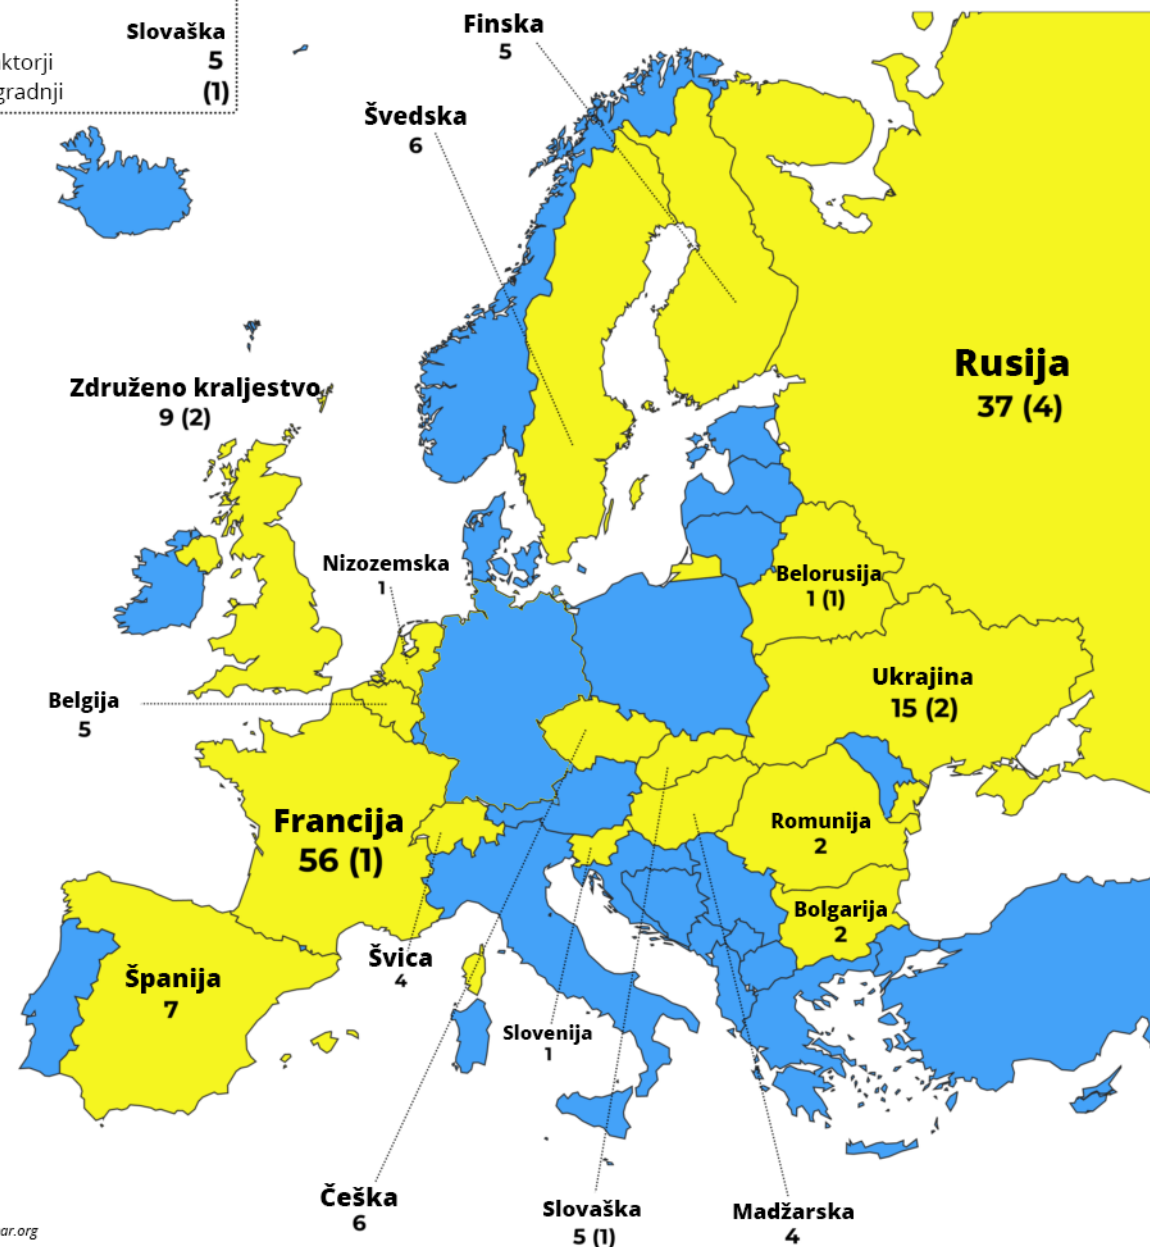 Slovaška
5
(1)
Finska
5
Švedska
6
Združeno kraljestvo
9 (2)
Rusija
37 (4)
Nizozemska
1
Belorusija
1 (1)
Belgija
5
Ukrajina
15 (2)
Francija
56 (1)
Romunija
2
Bolgarija
2
Švica
4
Španija
7
Slovenija
1
Češka
6
Slovaška
5 (1)
Madžarska
4
ar.org